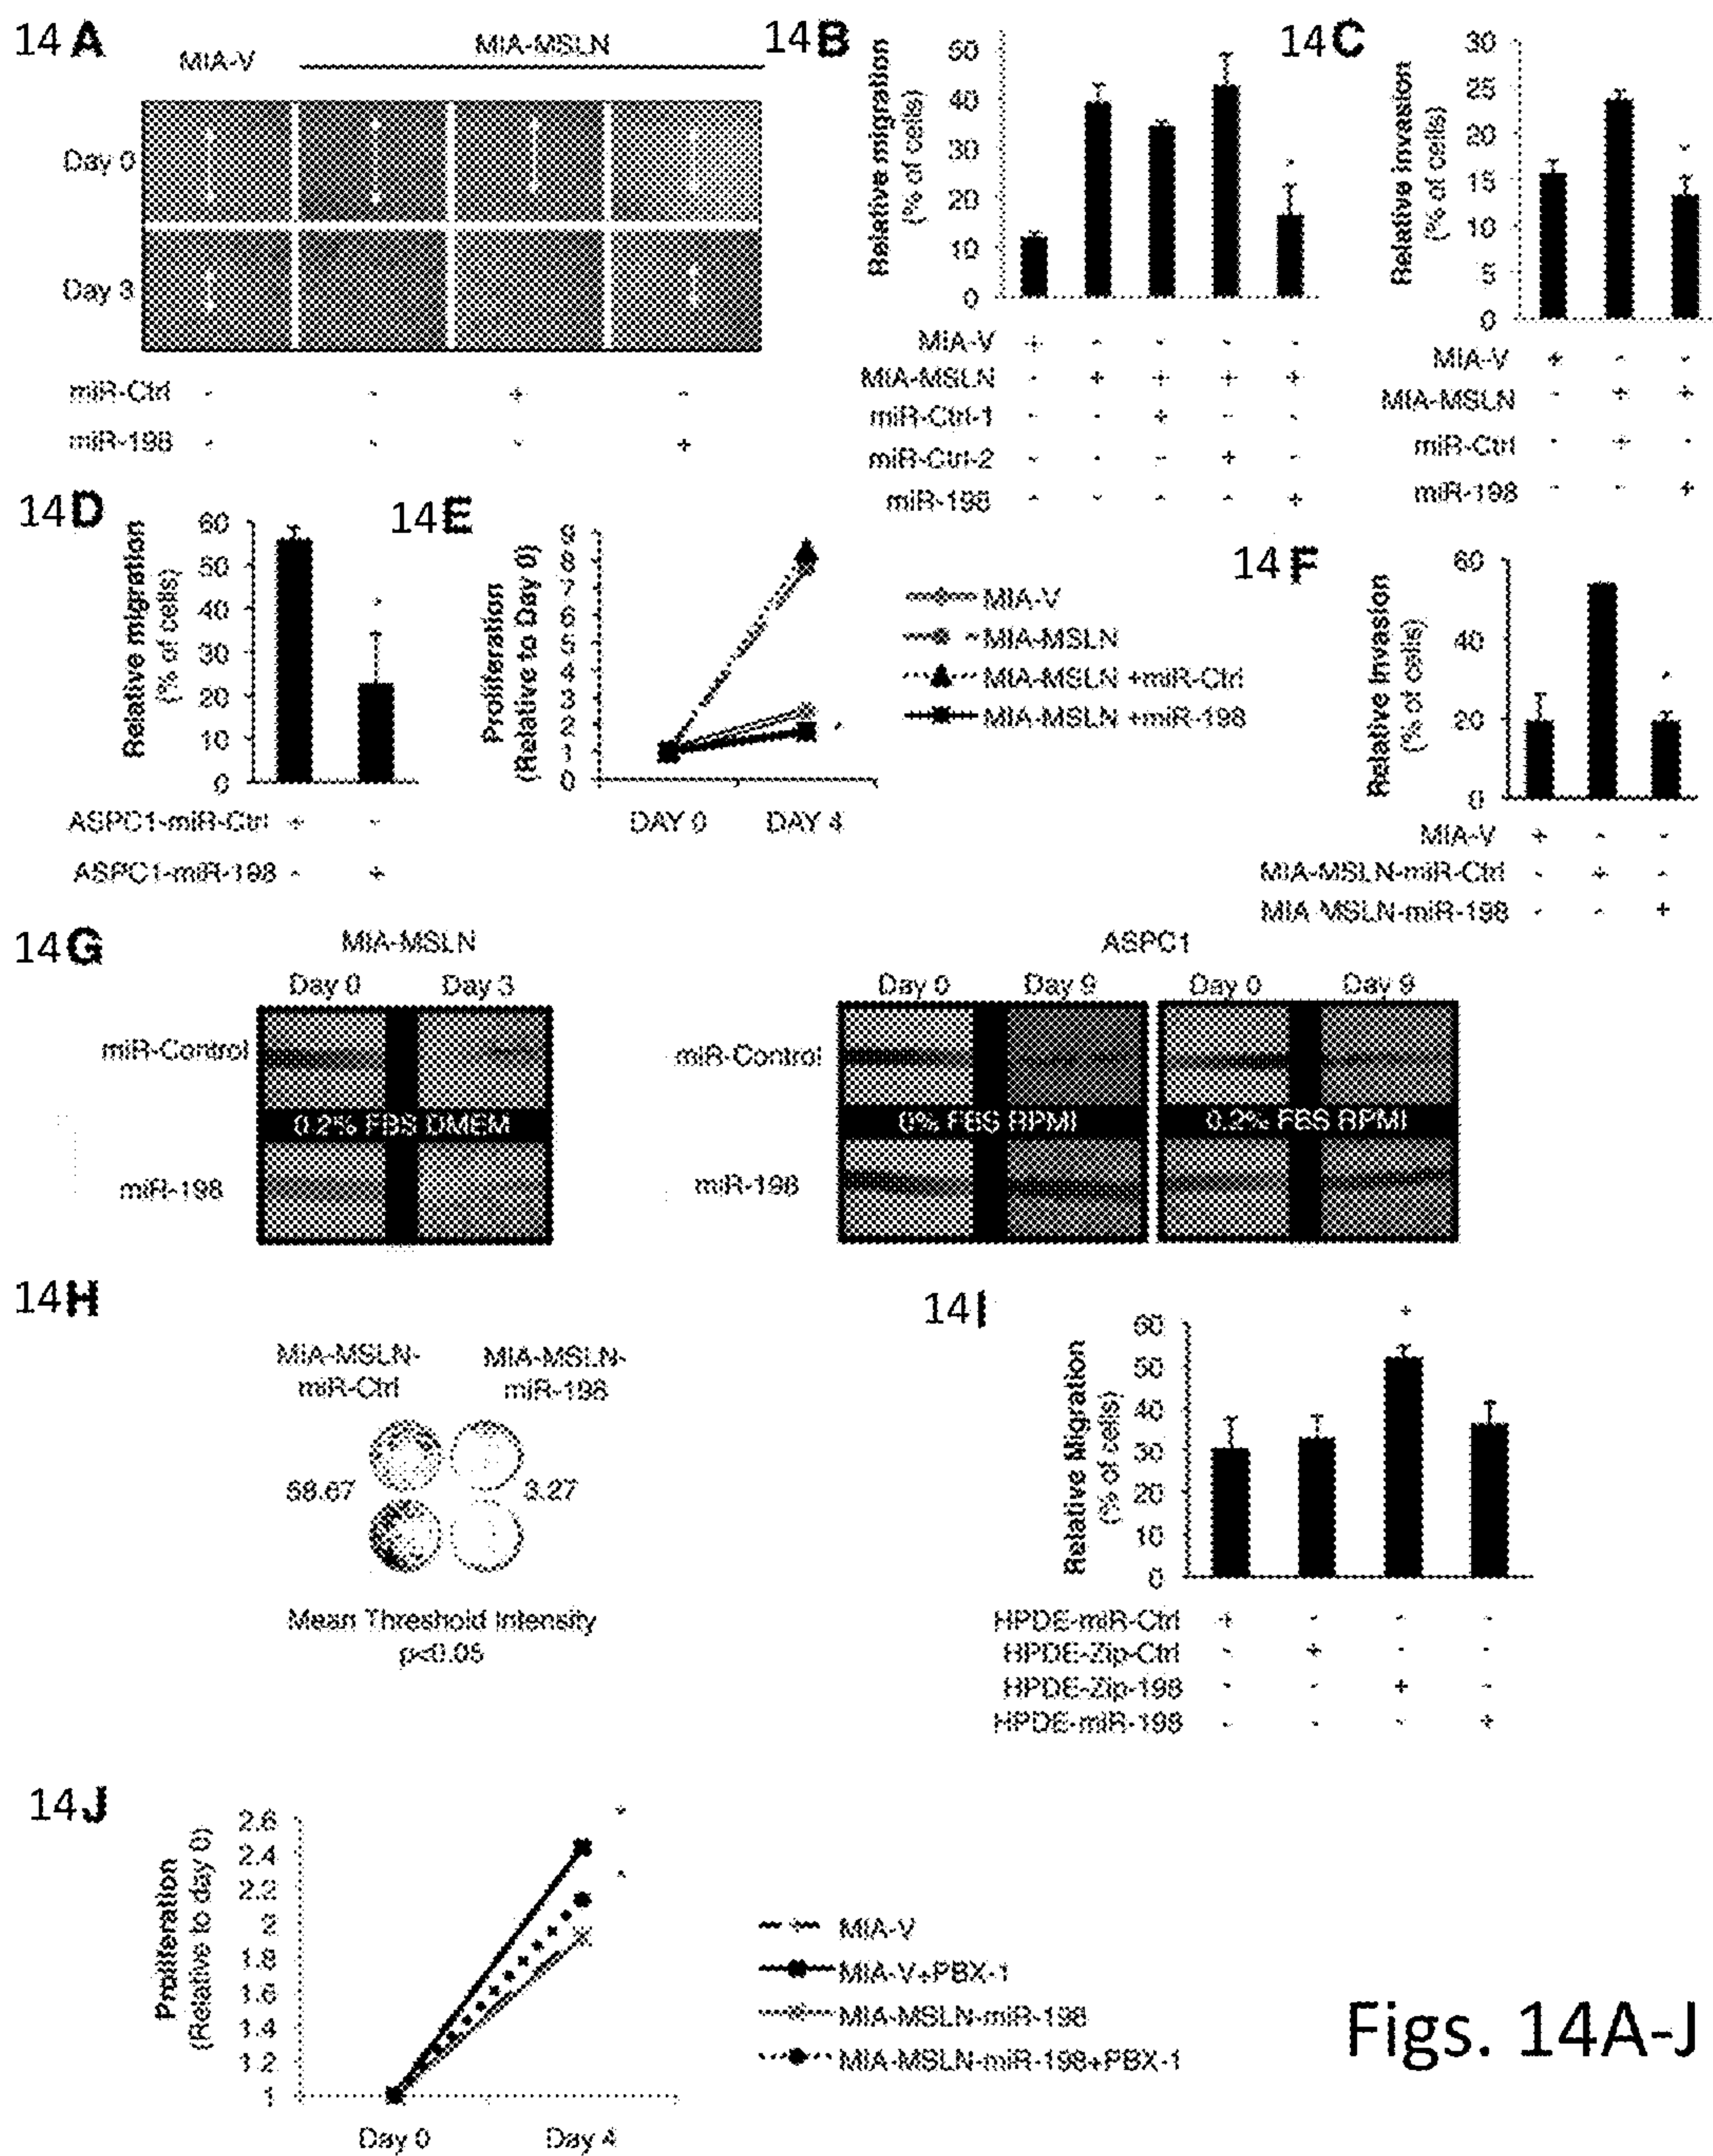 14A
MIA-V MIA-MSLN
Day 0
Day 3
miR-Ctrl - - + -
miR-198 - - - +
14B
Relative migration
(% of cells)
50
40
30
20
10
0
*
MIA-V + - - - -
MIA-MSLN - + + + +
miR-Ctrl-1 - - + - -
miR-Ctrl-2 - - - + -
miR-198 - - - - +
14C
Relative invasion
(% of cells)
30
25
20
15
10
5
0
*
MIA-V + - -
MIA-MSLN - + +
miR-Ctrl - + -
miR-198 - - +
14D
Relative migration
(% of cells)
60
50
40
30
20
10
0
*
ASPC1-miR-Ctrl + -
ASPC1-miR-198 - +
14E
Proliferation
(Relative to Day 0)
9
8
7
6
5
4
3
2
1
0
*
DAY 0 DAY 4
MIA-V
MIA-MSLN
MIA-MSLN +miR-Ctrl
MIA-MSLN +miR-198
14F
Relative Invasion
(% of cells)
60
40
20
0
*
MIA-V + - -
MIA-MSLN-miR-Ctrl - + -
MIA MSLN-miR-198 - - +
14G
MIA-MSLN
Day 0 Day 3
miR-Control
0.2% FBS DMEM
miR-198
ASPC1
Day 0 Day 9 Day 0 Day 9
miR-Control
0% FBS RPMI 0.2% FBS RPMI
miR-198
14H
MIA-MSLN- MIA-MSLN-
miR-Ctrl miR-198
3.27
Mean Threshold Intensity
p<0.05
14I
Relative Migration
(% of cells)
60
50
40
30
20
10
0
*
HPDE-miR-Ctrl + - - -
HPDE-Zip-Ctrl - + - -
HPDE-Zip-198 - - + -
HPDE-miR-198 - - - +
14J
Proliferation
(Relative to day 0)
2.6
2.4
2.2
2
1.8
1.6
1.4
1.2
1
*
*
Day 0 Day 4
MIA-V
MIA-V+PBX-1
MIA-MSLN-miR-198
MIA-MSLN-miR-198+PBX-1
Figs. 14A-J